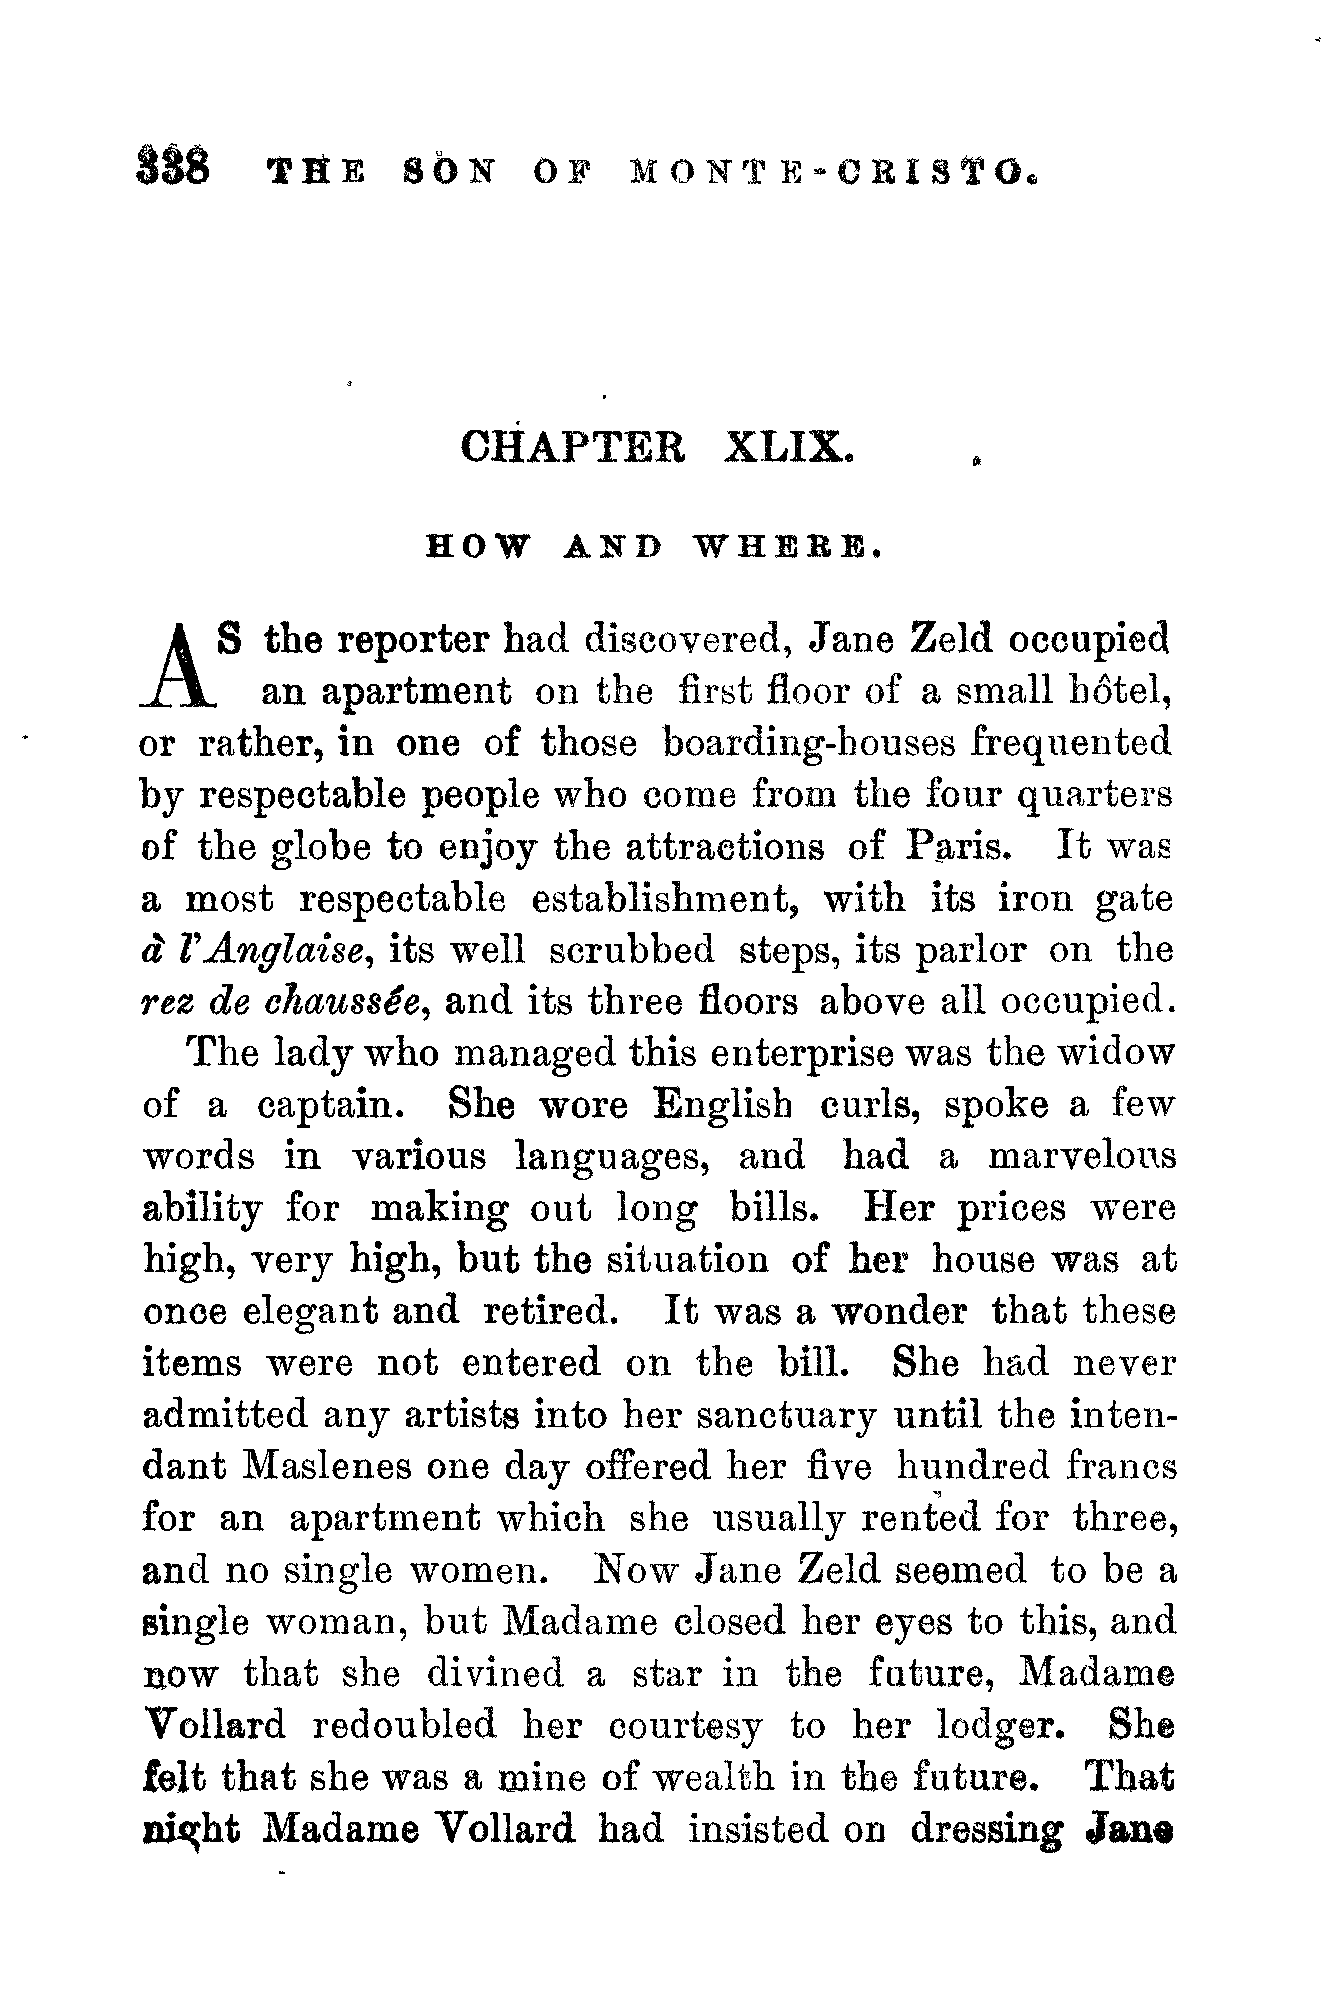 338 THE SON OF MONTE-CRISTO.
CHAPTER XLIX.
HOW AND WHERE.
AS the reporter had discovered, Jane Zeld occupied
an apartment on the first floor of a small hôtel,
or rather, in one of those boarding-houses frequented
by respectable people who come from the four quarters
of the globe to enjoy the attractions of Paris. It was
a most respectable establishment, with its iron gate
à l'Anglaise, its well scrubbed steps, its parlor on the
rez de chaussée, and its three floors above all occupied.
The lady who managed this enterprise was the widow
of a captain. She wore English curls, spoke a few
words in various languages, and had a marvelous
ability for making out long bills. Her prices were
high, very high, but the situation of her house was at
once elegant and retired. It was a wonder that these
items were not entered on the bill. She had never
admitted any artists into her sanctuary until the inten-
dant Maslenes one day offered her five hundred francs
for an apartment which she usually rented for three,
and no single women. Now Jane Zeld seemed to be a
single woman, but Madame closed her eyes to this, and
now that she divined a star in the future, Madame
Vollard redoubled her courtesy to her lodger. She
felt that she was a mine of wealth in the future. That
night Madame Vollard had insisted on dressing Jane